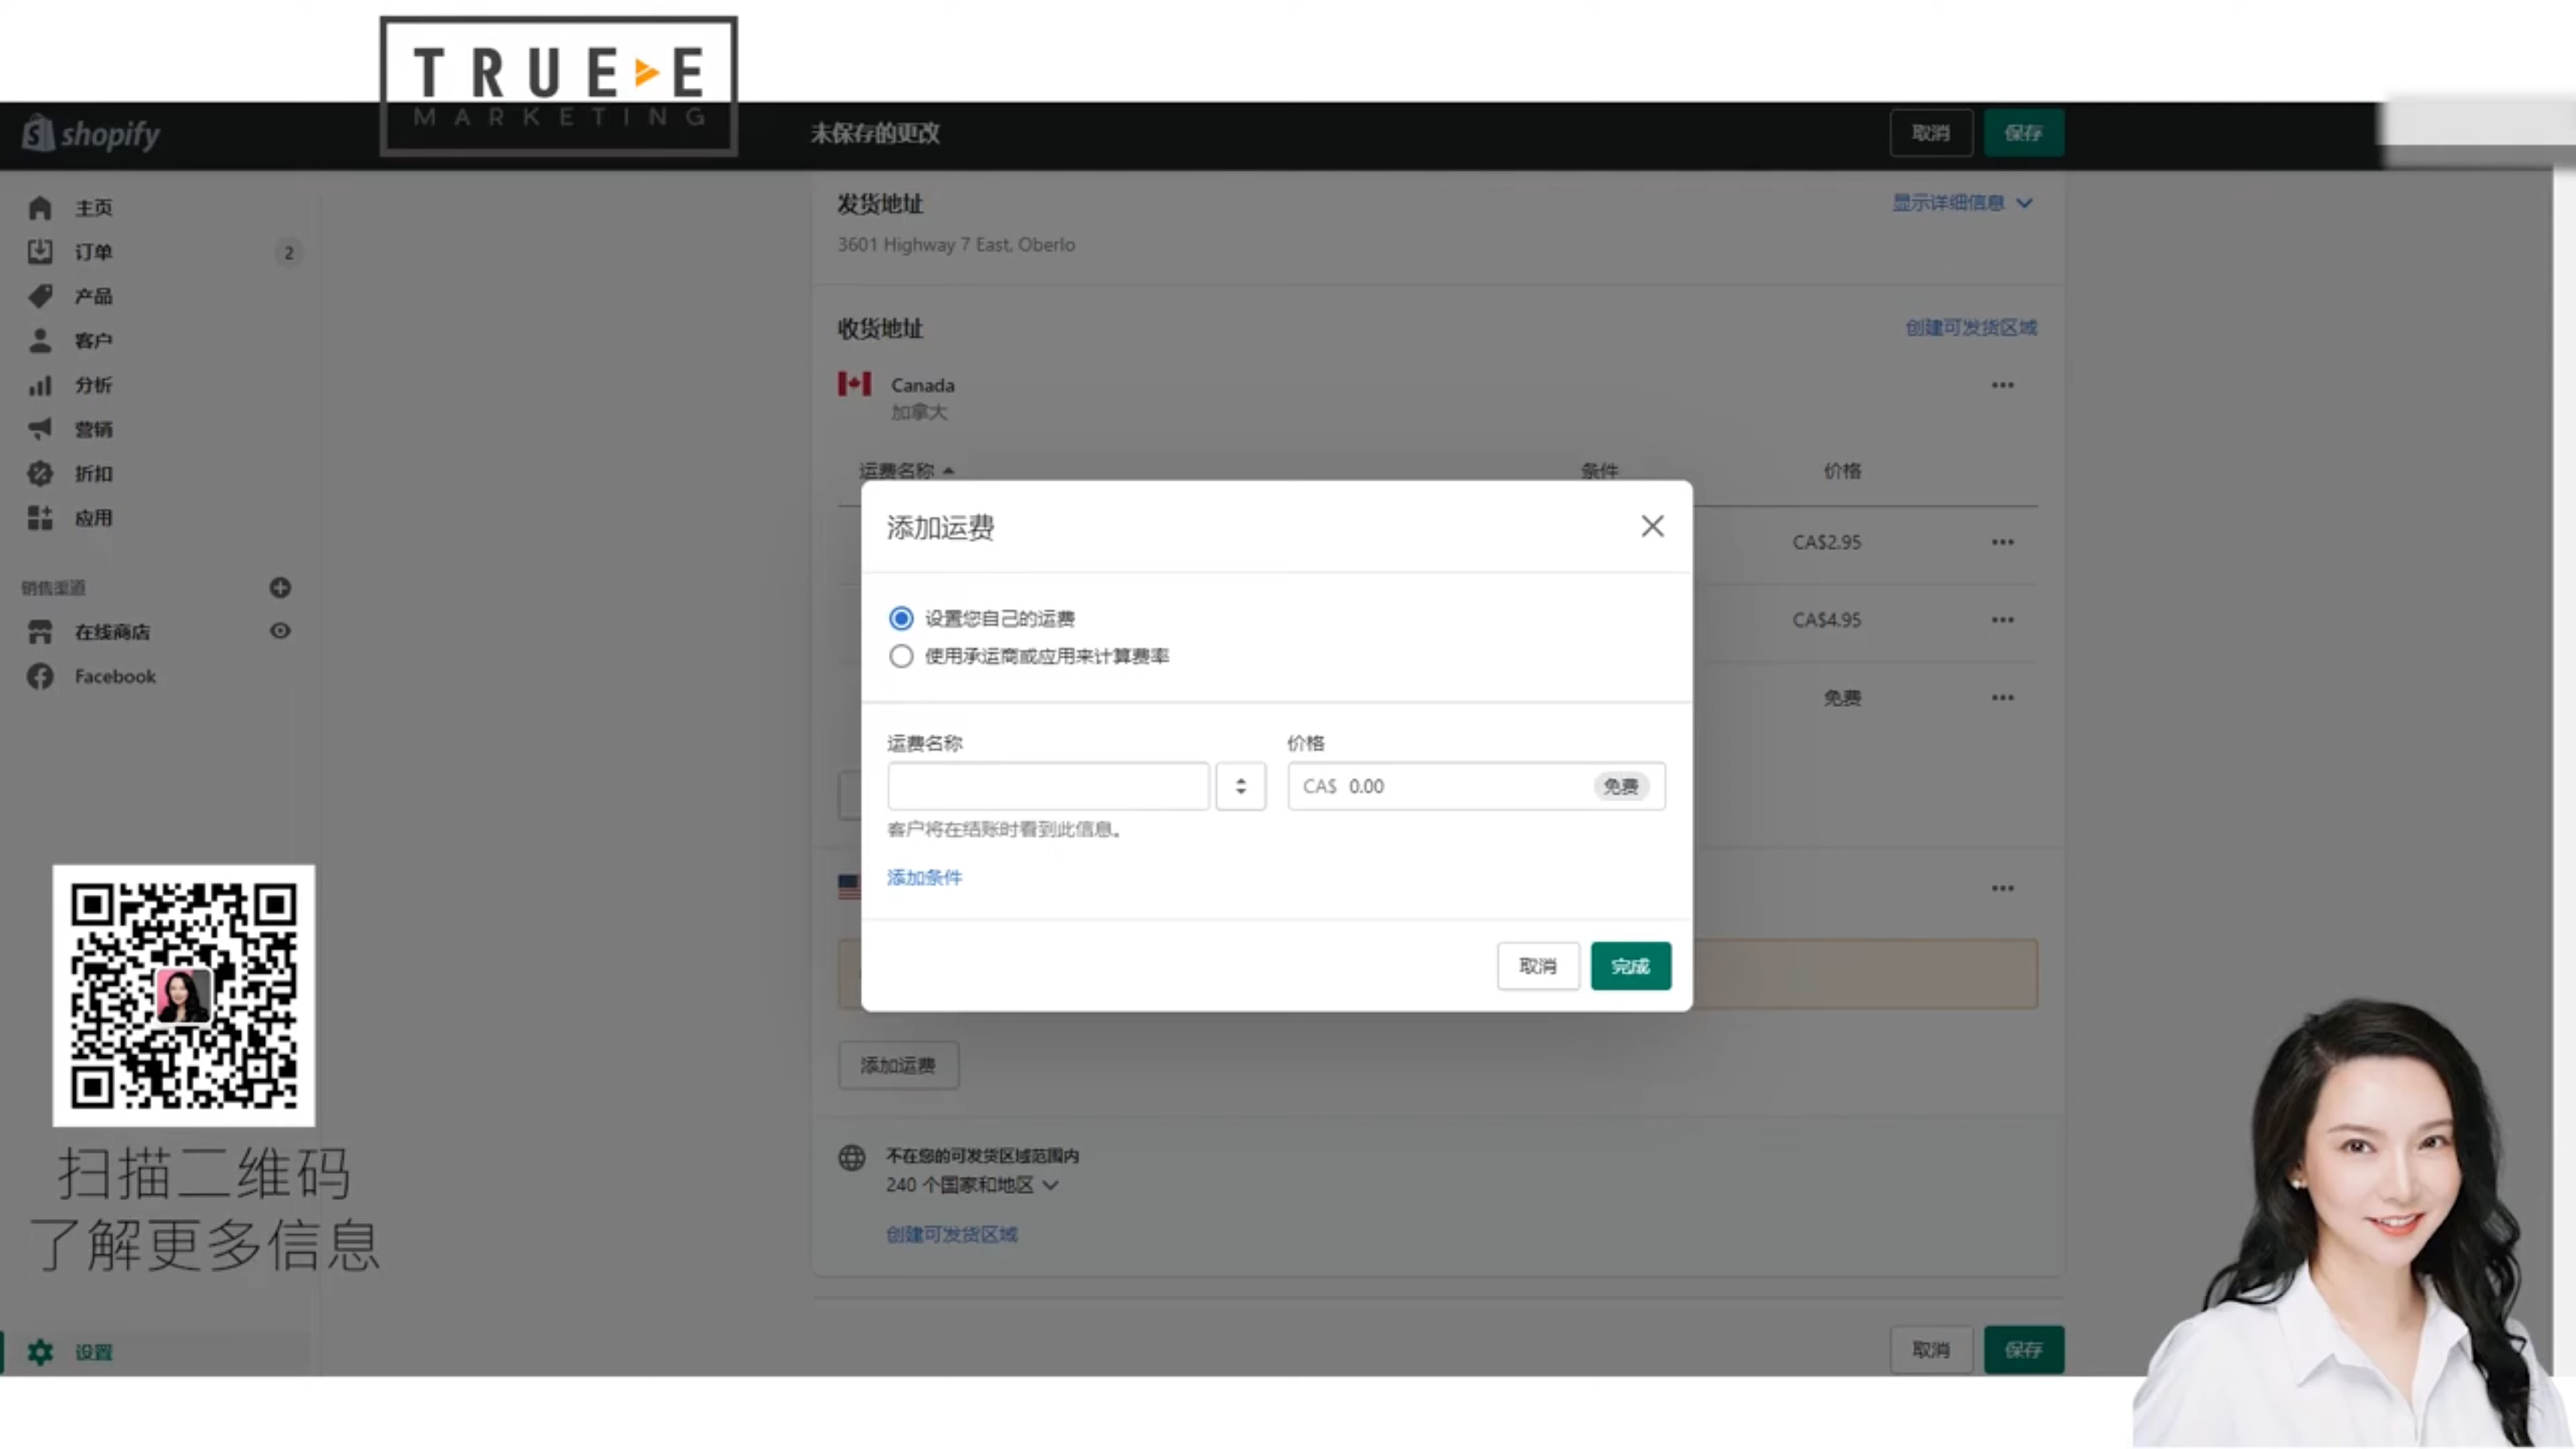 TRUE E
MARKETING
shopify
未保存的更改
取消
保存
主页
订单
2
产品
客户
分析
营销
折扣
应用
销售渠道
在线商店
Facebook
发货地址
显示详细信息
3601 Highway 7 East, Oberlo
收货地址
创建可发货区域
Canada
加拿大
运费名称
条件
价格
CA$2.95
CA$4.95
免费
添加运费
设置您自己的运费
使用承运商或应用来计算费率
运费名称
价格
CA$ 0.00
免费
客户将在结账时看到此信息。
添加条件
取消
完成
添加运费
不在您的可发货区域范围内
240 个国家和地区
创建可发货区域
扫描二维码
了解更多信息
设置
取消
保存